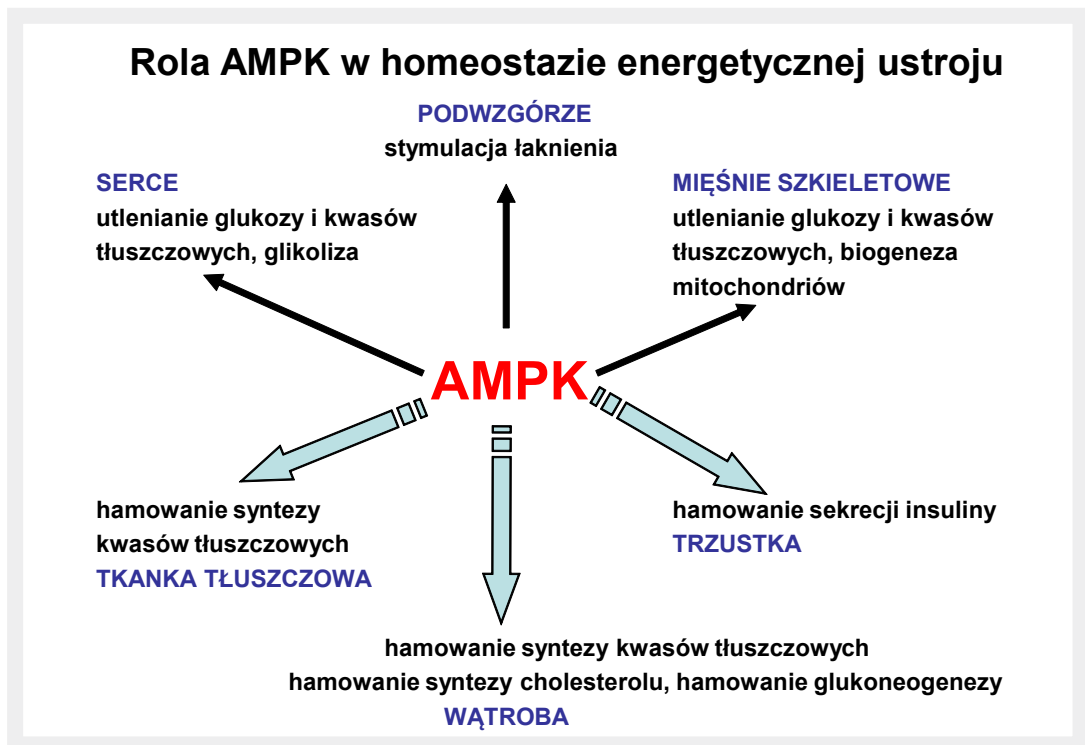 Rola AMPK w homeostazie energetycznej ustroju
PODWZGÓRZE
stymulacja łaknienia
SERCE
utlenianie glukozy i kwasów
tłuszczowych, glikoliza
MIĘŚNIE SZKIELETOWE
utlenianie glukozy i kwasów
tłuszczowych, biogeneza
mitochondriów
AMPK
hamowanie syntezy
kwasów tłuszczowych
TKANKA TŁUSZCZOWA
hamowanie sekrecji insuliny
TRZUSTKA
hamowanie syntezy kwasów tłuszczowych
hamowanie syntezy cholesterolu, hamowanie glukoneogenezy
WĄTROBA